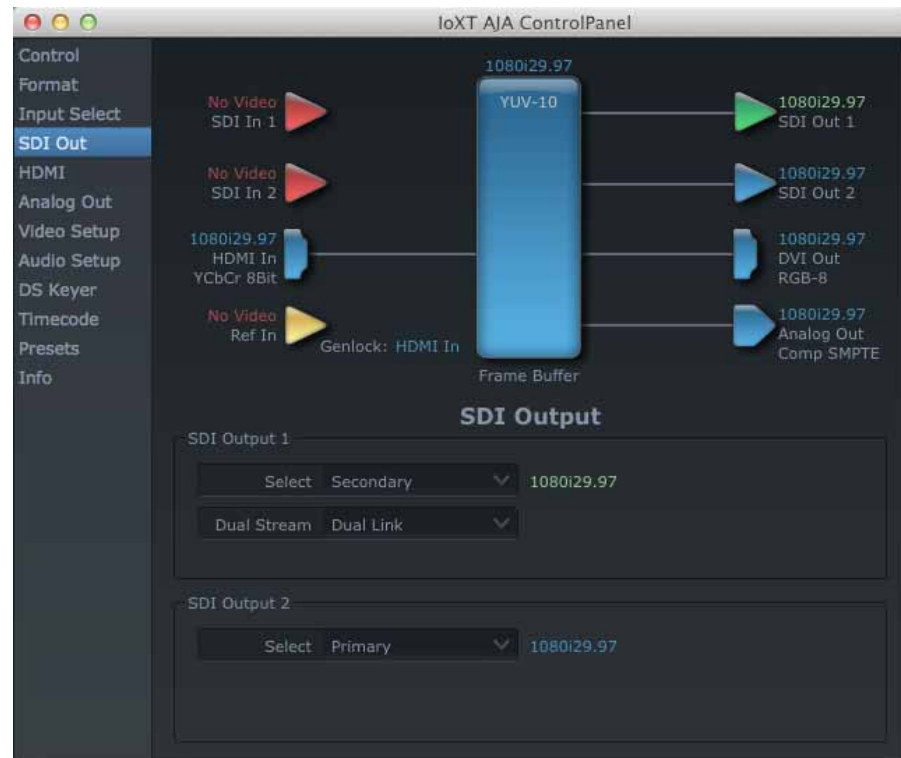 IoXT AJA ControlPanel
Control
Format
Input Select
SDI Out
HDMI
Analog Out
Video Setup
Audio Setup
DS Keyer
Timecode
Presets
Info
1080i29.97
YUV-10
No Video
SDI In 1
No Video
SDI In 2
1080i29.97
HDMI In
YCbCr 8Bit
No Video
Ref In
Genlock: HDMI In
Frame Buffer
1080i29.97
SDI Out 1
1080i29.97
SDI Out 2
1080i29.97
DVI Out
RGB-8
1080i29.97
Analog Out
Comp SMPTE
SDI Output
SDI Output 1
Select Secondary 1080i29.97
Dual Stream Dual Link
SDI Output 2
Select Primary 1080i29.97